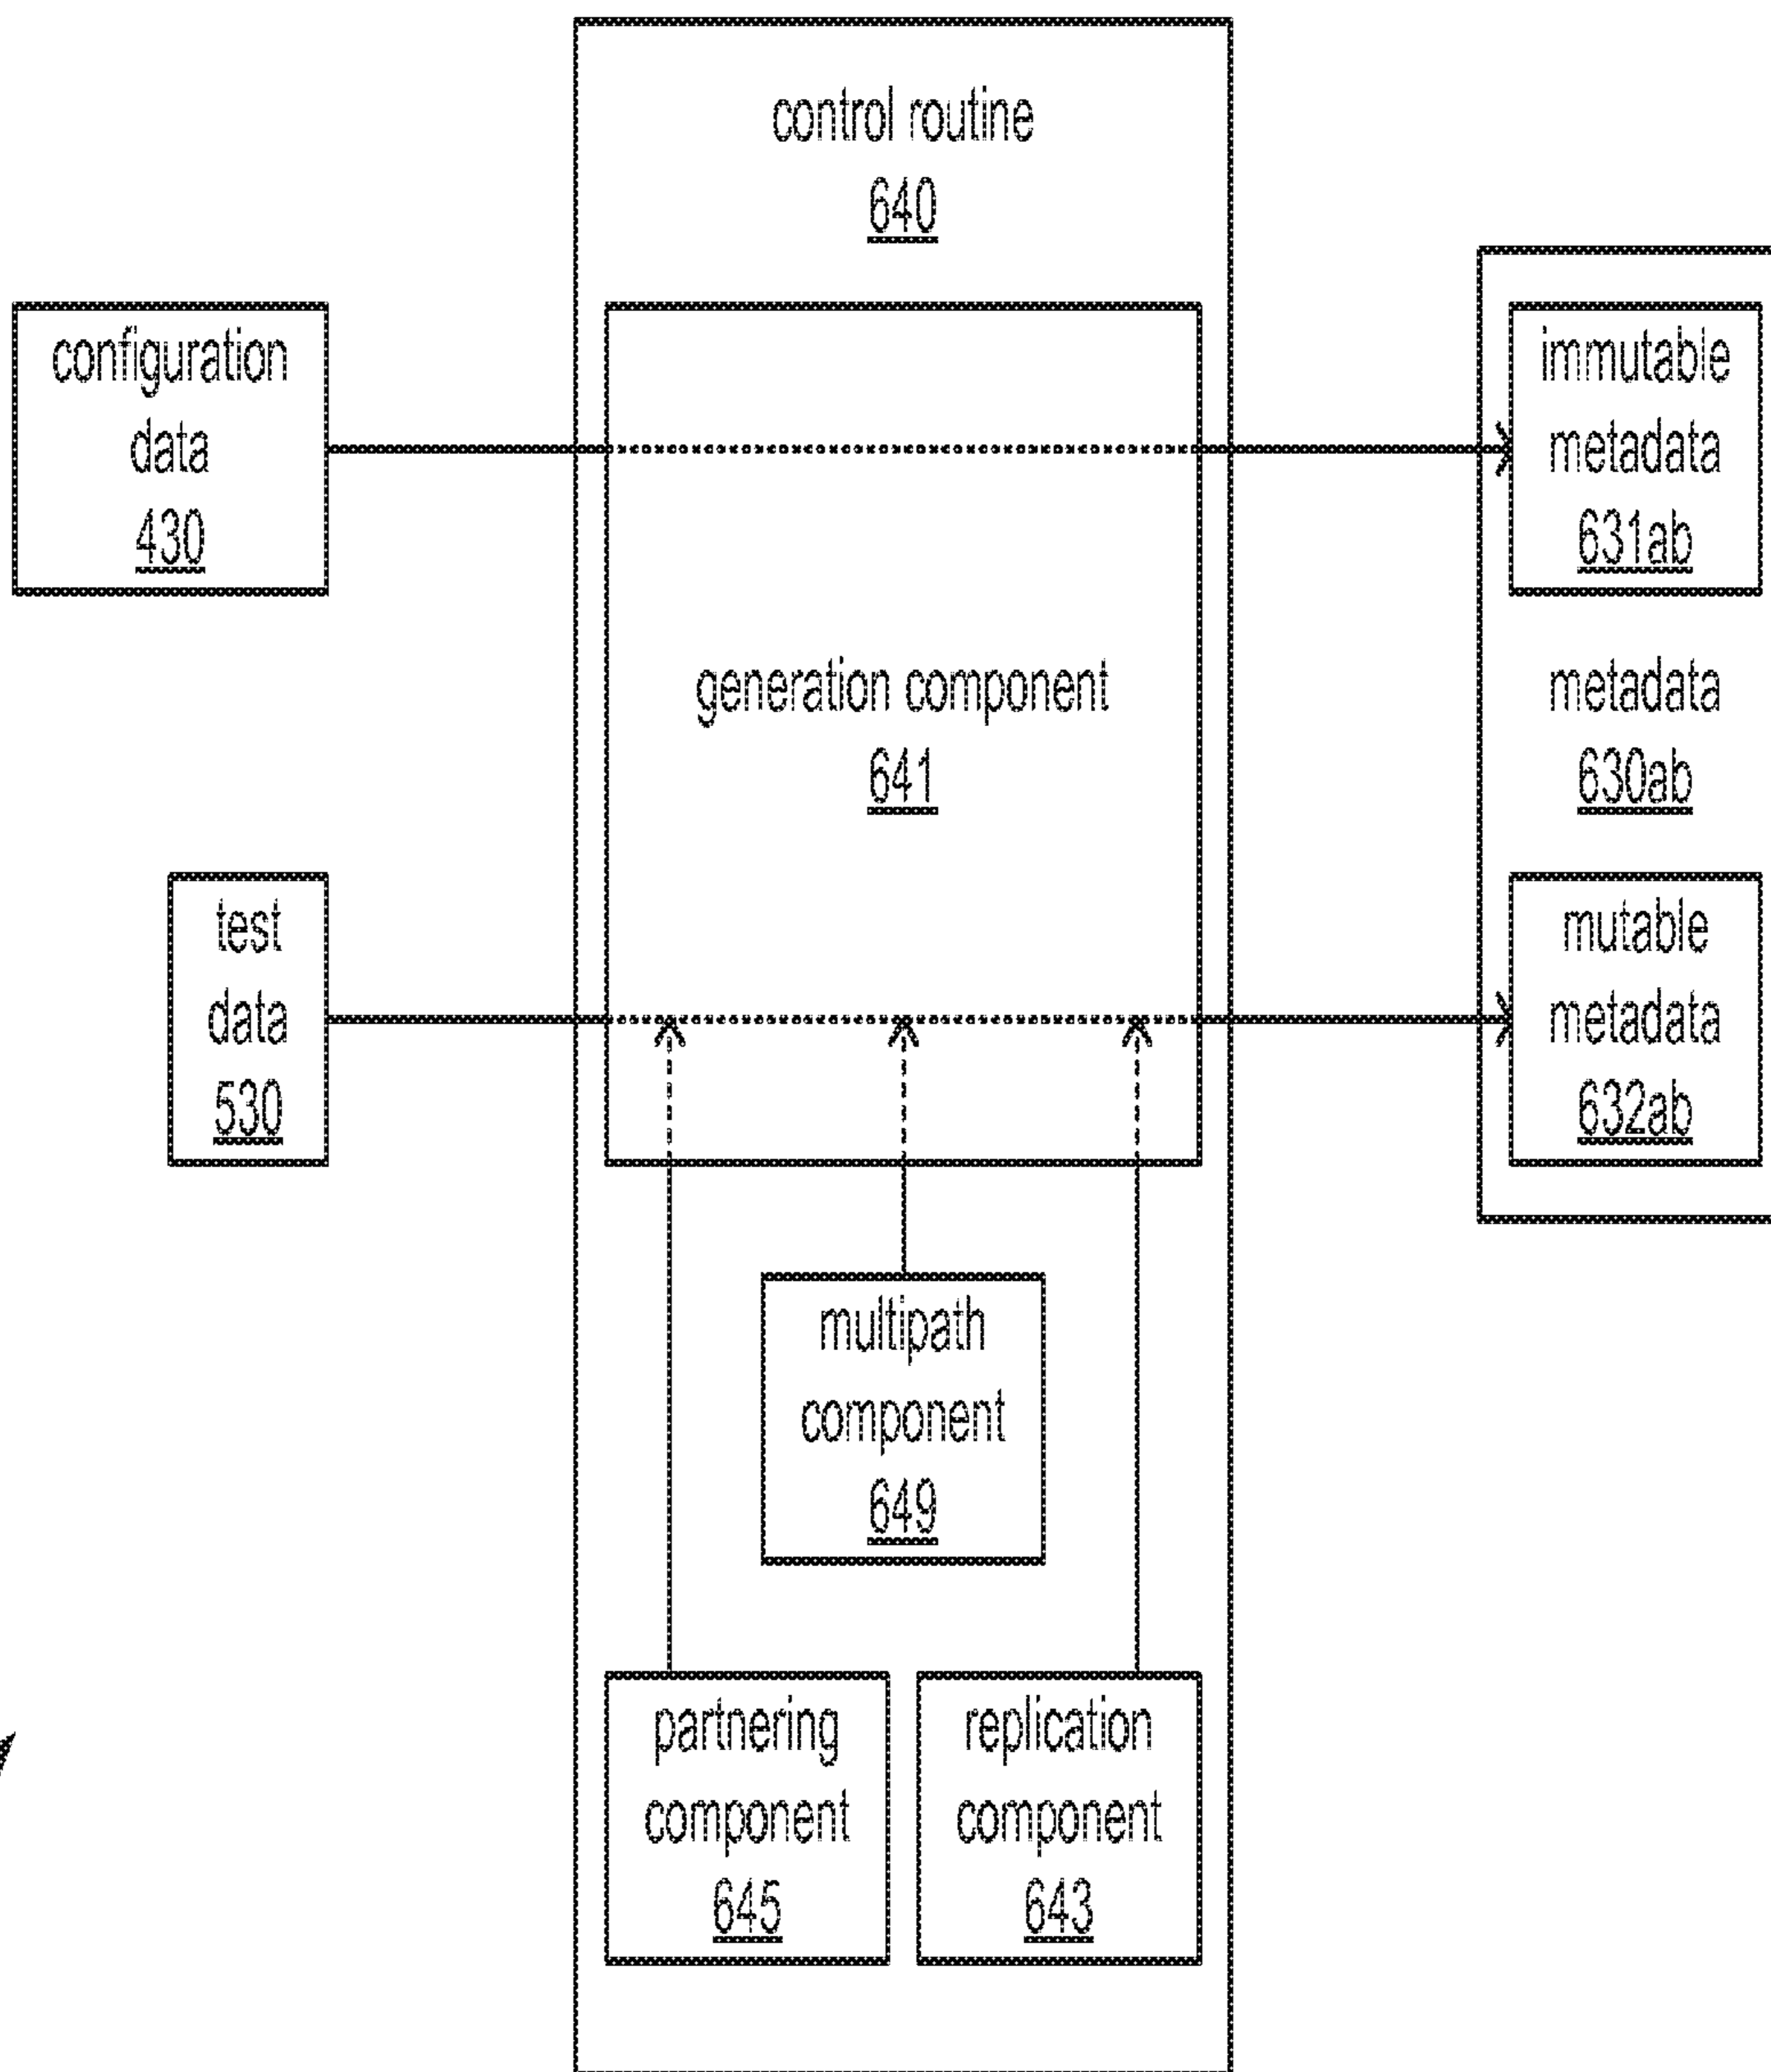 control routine
640
configuration
data
430
immutable
metadata
631ab
generation component
641
metadata
630ab
test
data
530
mutable
metadata
632ab
multipath
component
649
partnering
component
645
replication
component
643